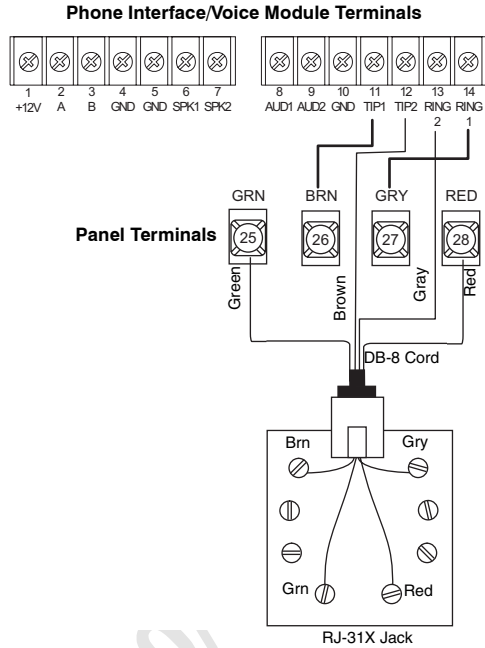 Phone Interface/Voice Module Terminals
1 2 3 4 5 6 7 8 9 10 11 12 13 14
+12V A B GND GND SPK1 SPK2 AUD1 AUD2 GND TIP1 TIP2 RING RING
2 1
GRN BRN GRY RED
Panel Terminals 25 26 27 28
Green Brown Gray Red
DB-8 Cord
Brn Gry
Grn Red
RJ-31X Jack